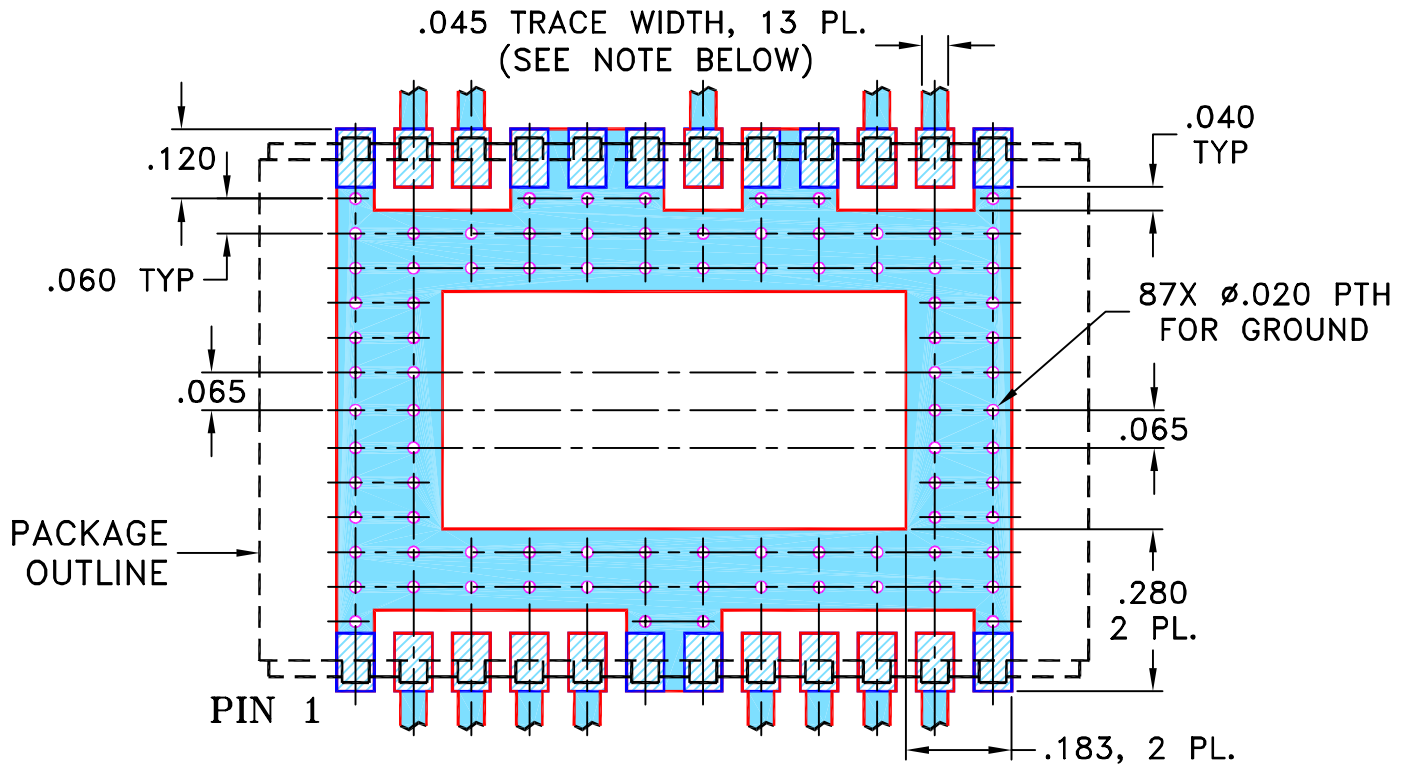 .045 TRACE WIDTH, 13 PL.
(SEE NOTE BELOW)
.040
TYP
.120
.060 TYP
87X ø.020 PTH
FOR GROUND
.065
.065
PACKAGE
OUTLINE
.280
2 PL.
PIN 1
.183, 2 PL.